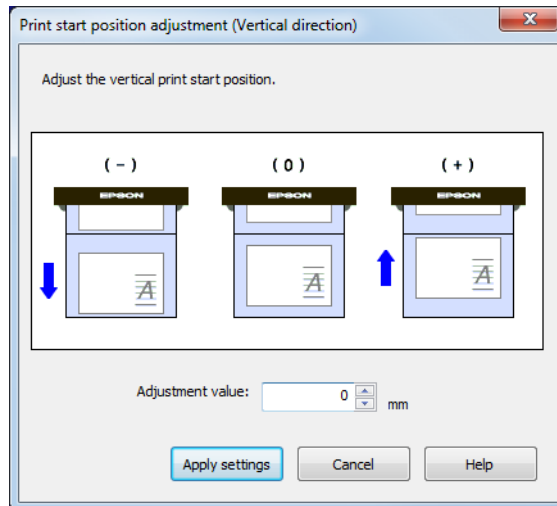 Print start position adjustment (Vertical direction)
Adjust the vertical print start position.
( - ) ( 0 ) ( + )
EPSON EPSON EPSON
A A A
Adjustment value: 0 mm
Apply settings Cancel Help